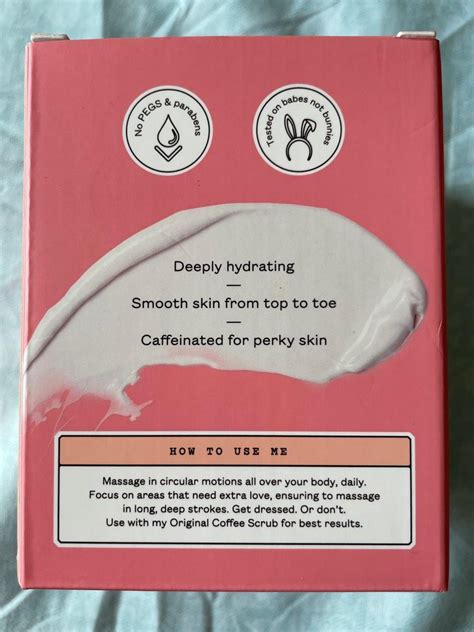 No PEGS & parabens
Tested on babes not bunnies
Deeply hydrating
Smooth skin from top to toe
Caffeinated for perky skin
HOW TO USE ME
Massage in circular motions all over your body, daily.
Focus on areas that need extra love, ensuring to massage
in long, deep strokes. Get dressed. Or don't.
Use with my Original Coffee Scrub for best results.